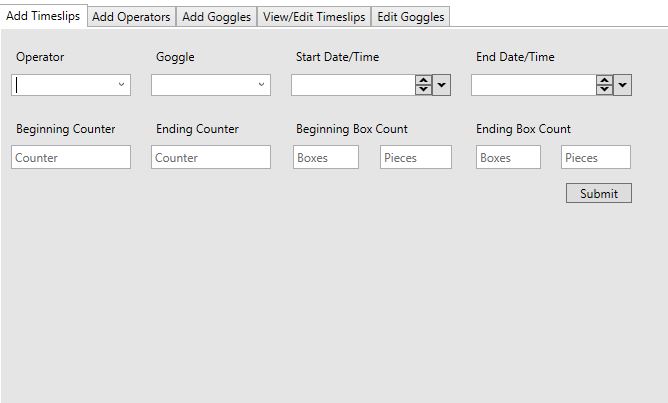 Add Timeslips Add Operators Add Goggles View/Edit Timeslips Edit Goggles
Operator Goggle Start Date/Time End Date/Time
Beginning Counter Ending Counter Beginning Box Count Ending Box Count
Counter Counter Boxes Pieces Boxes Pieces
Submit